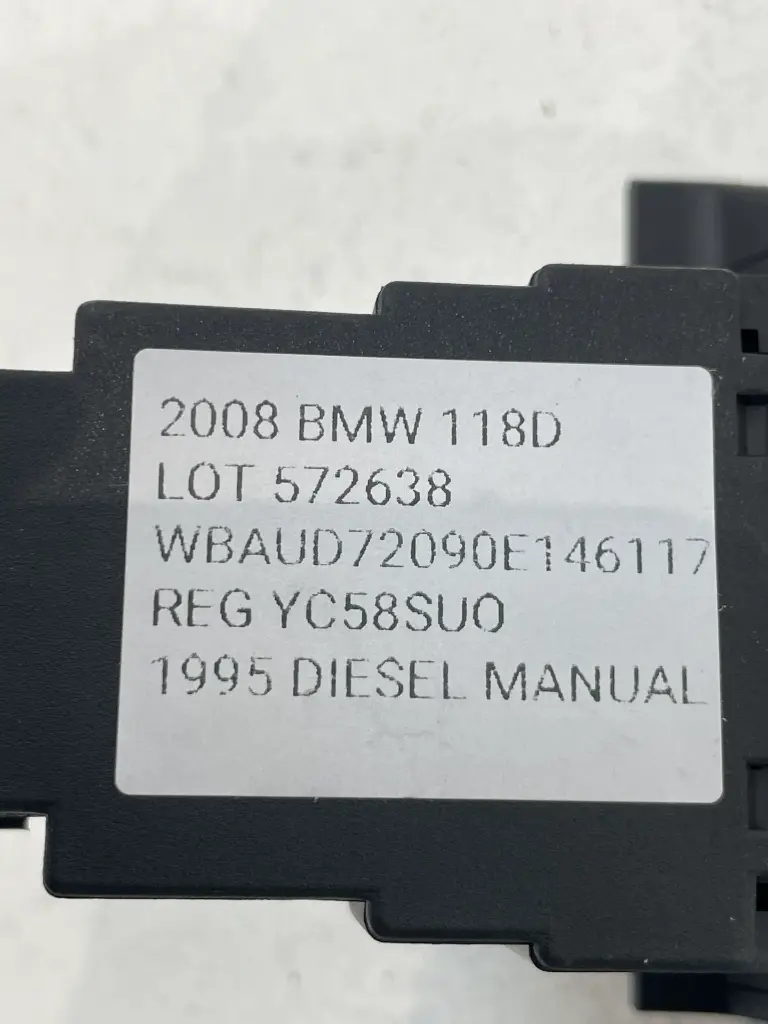 2008 BMW 118D
LOT 572638
WBAUD72090E146117
REG YC58SUO
1995 DIESEL MANUAL